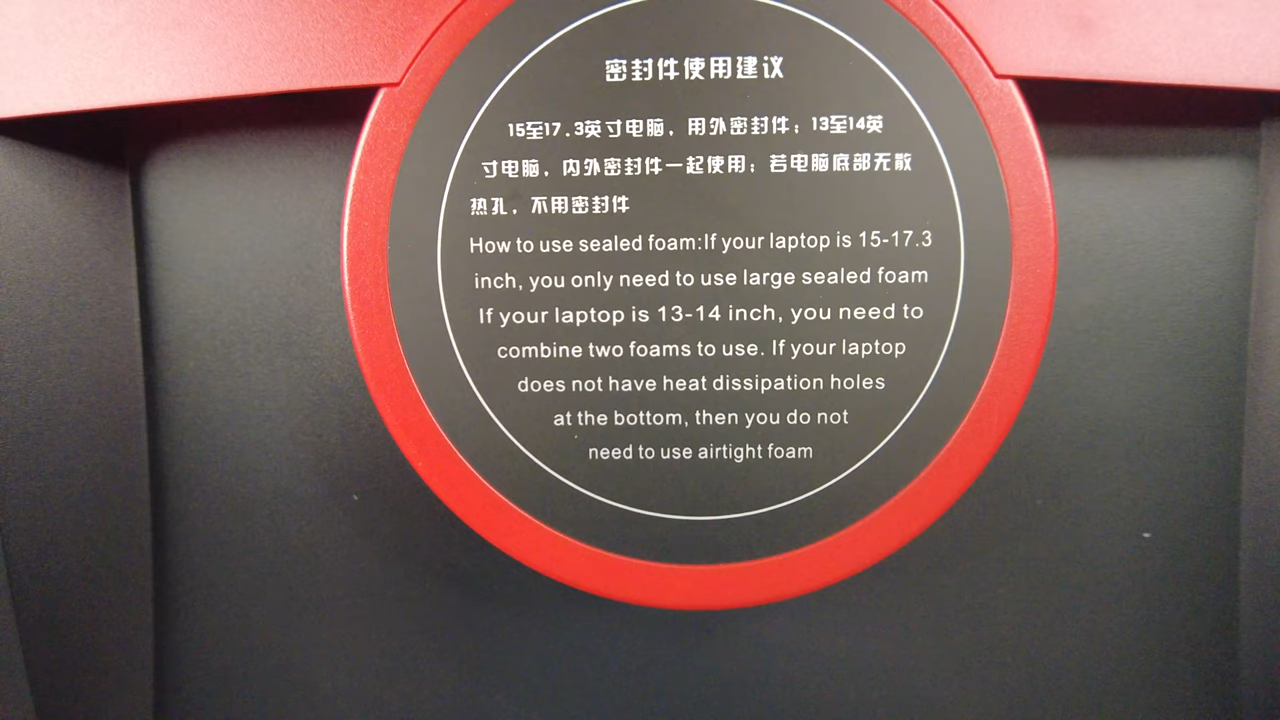 密封件使用建议
15至17.3英寸电脑，用外密封件；13至14英
寸电脑，内外密封件一起使用；若电脑底部无散
热孔，不用密封件
How to use sealed foam:If your laptop is 15-17.3
inch, you only need to use large sealed foam
If your laptop is 13-14 inch, you need to
combine two foams to use. If your laptop
does not have heat dissipation holes
at the bottom, then you do not
need to use airtight foam